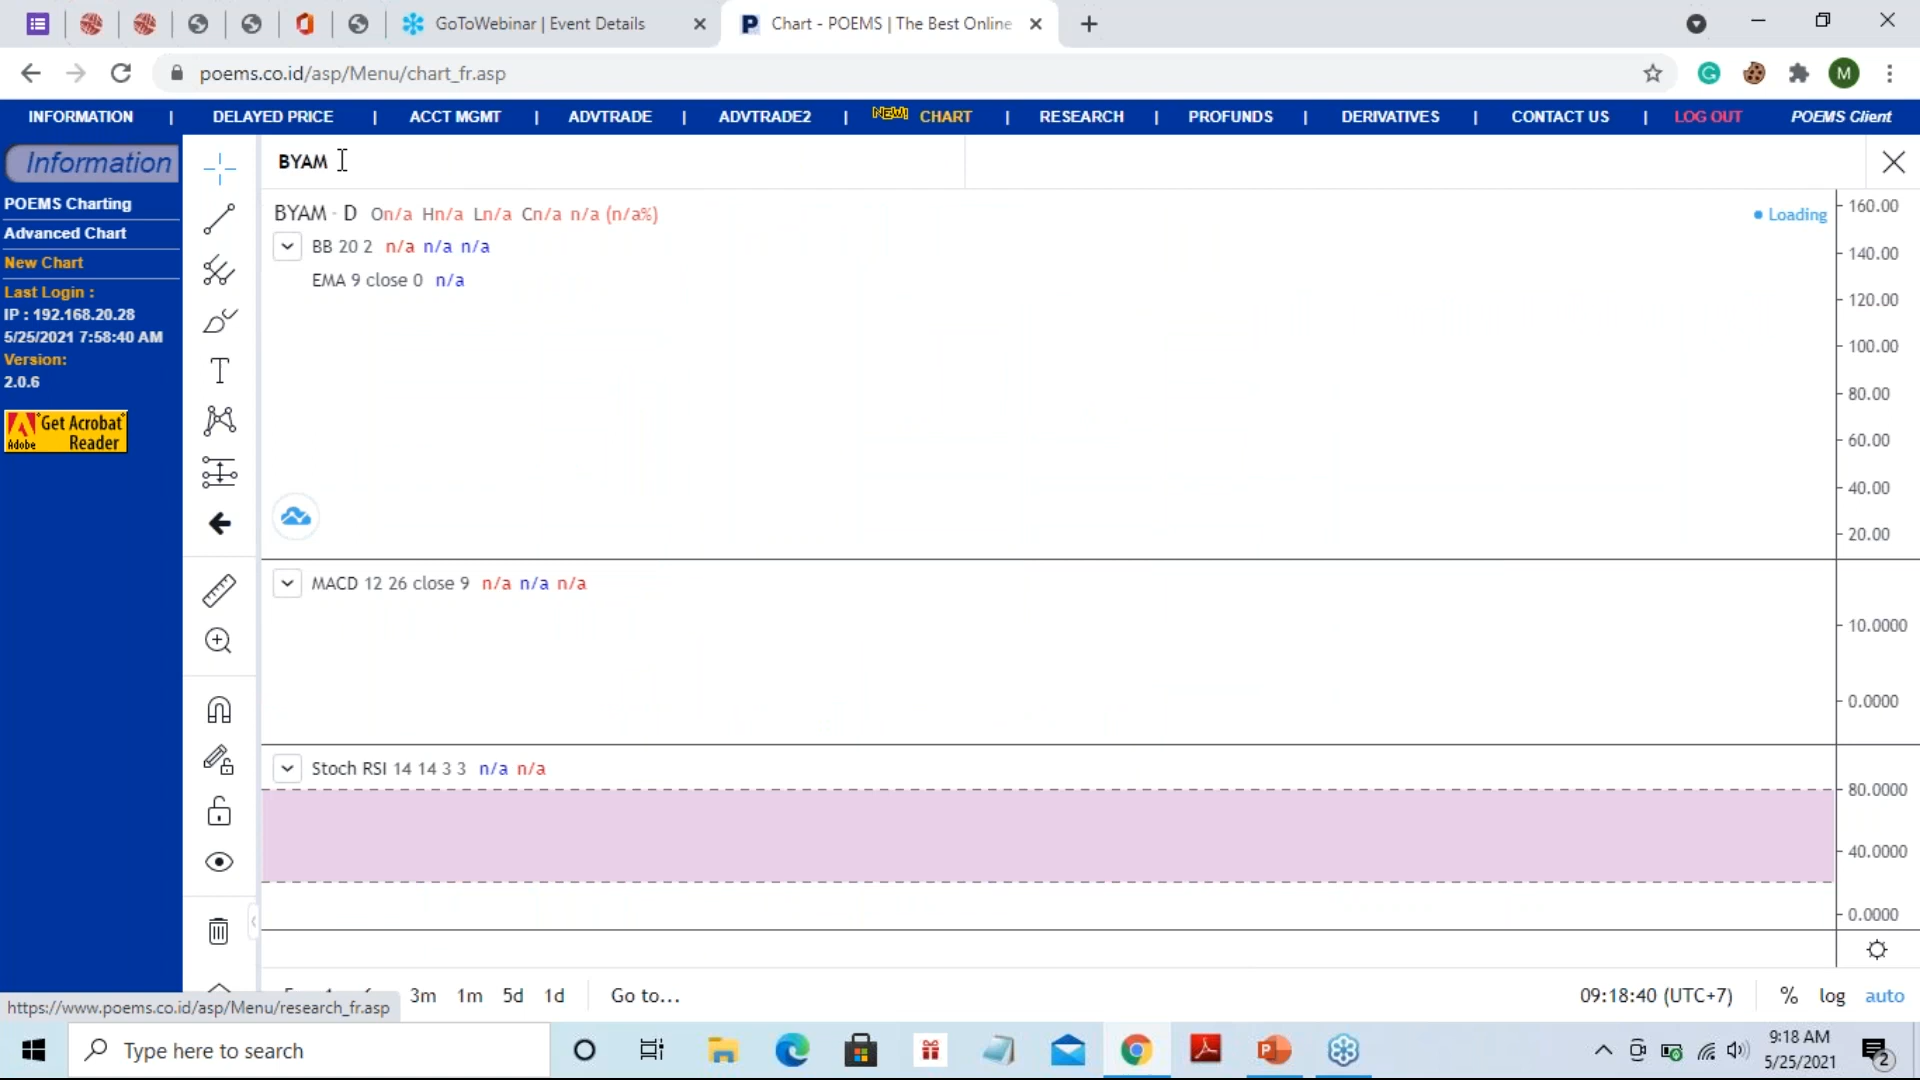 GoToWebinar | Event Details
Chart - POEMS | The Best Online
poems.co.id/asp/Menu/chart_fr.asp
M
INFORMATION | DELAYED PRICE | ACCT MGMT | ADVTRADE | ADVTRADE2 | NEW! CHART | RESEARCH | PROFUNDS | DERIVATIVES | CONTACT US | LOG OUT POEMS Client
Information
POEMS Charting
Advanced Chart
New Chart
Last Login :
IP : 192.168.20.28
5/25/2021 7:58:40 AM
Version:
2.0.6
Get Acrobat
Adobe Reader
BYAM
BYAM · D On/a Hn/a Ln/a Cn/a n/a (n/a%)
Loading
BB 20 2 n/a n/a n/a
EMA 9 close 0 n/a
160.00
140.00
120.00
100.00
80.00
60.00
40.00
20.00
MACD 12 26 close 9 n/a n/a n/a
10.0000
0.0000
Stoch RSI 14 14 3 3 n/a n/a
80.0000
40.0000
0.0000
3m 1m 5d 1d Go to... 09:18:40 (UTC+7) % log auto
https://www.poems.co.id/asp/Menu/research_fr.asp
Type here to search
9:18 AM
5/25/2021
2